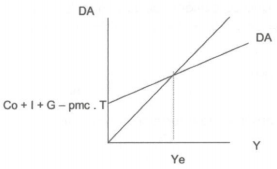 DA
DA
Co + I + G – pmc . T
Ye
Y